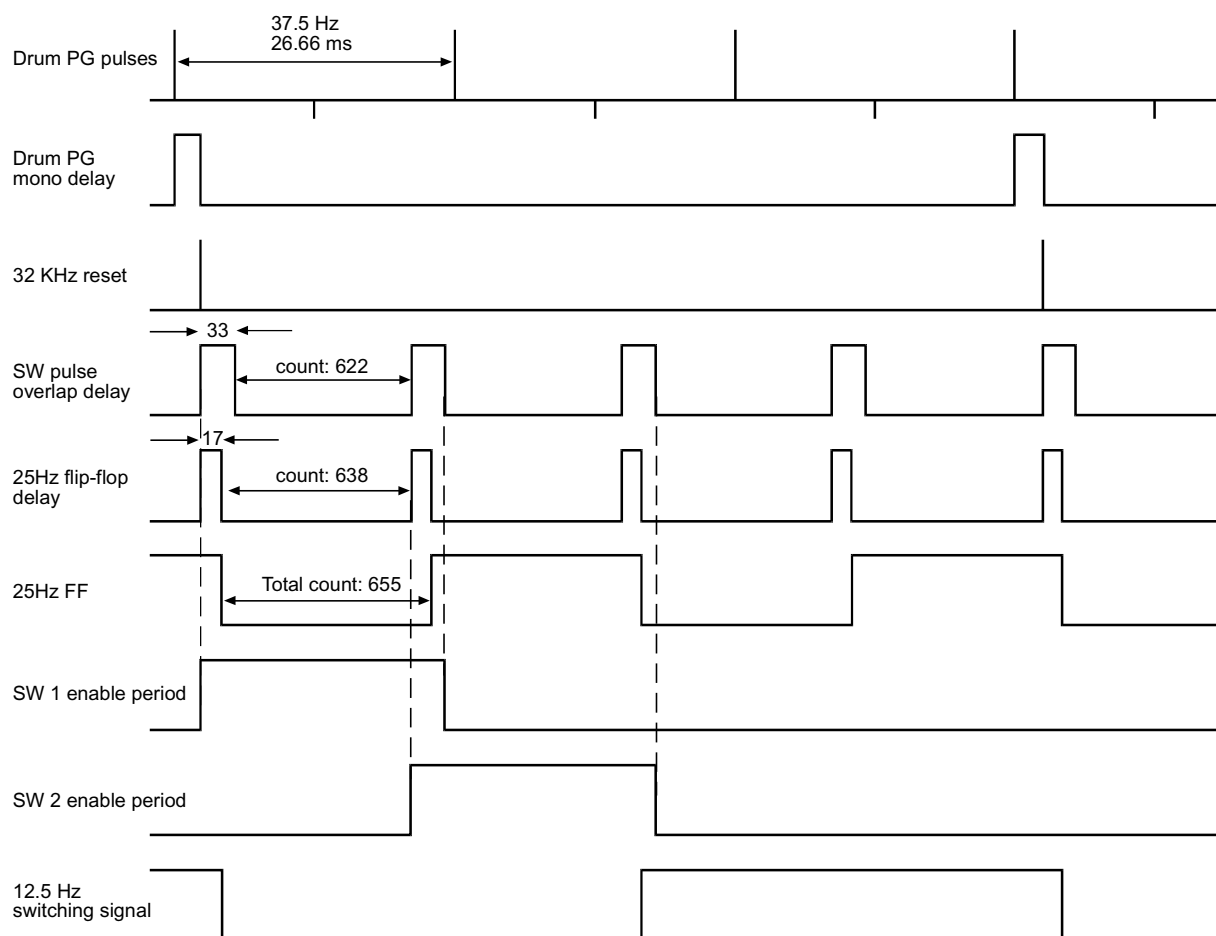 37.5 Hz
26.66 ms
Drum PG pulses
Drum PG
mono delay
32 KHz reset
33
SW pulse
overlap delay
count: 622
17
25Hz flip-flop
delay
count: 638
25Hz FF
Total count: 655
SW 1 enable period
SW 2 enable period
12.5 Hz
switching signal